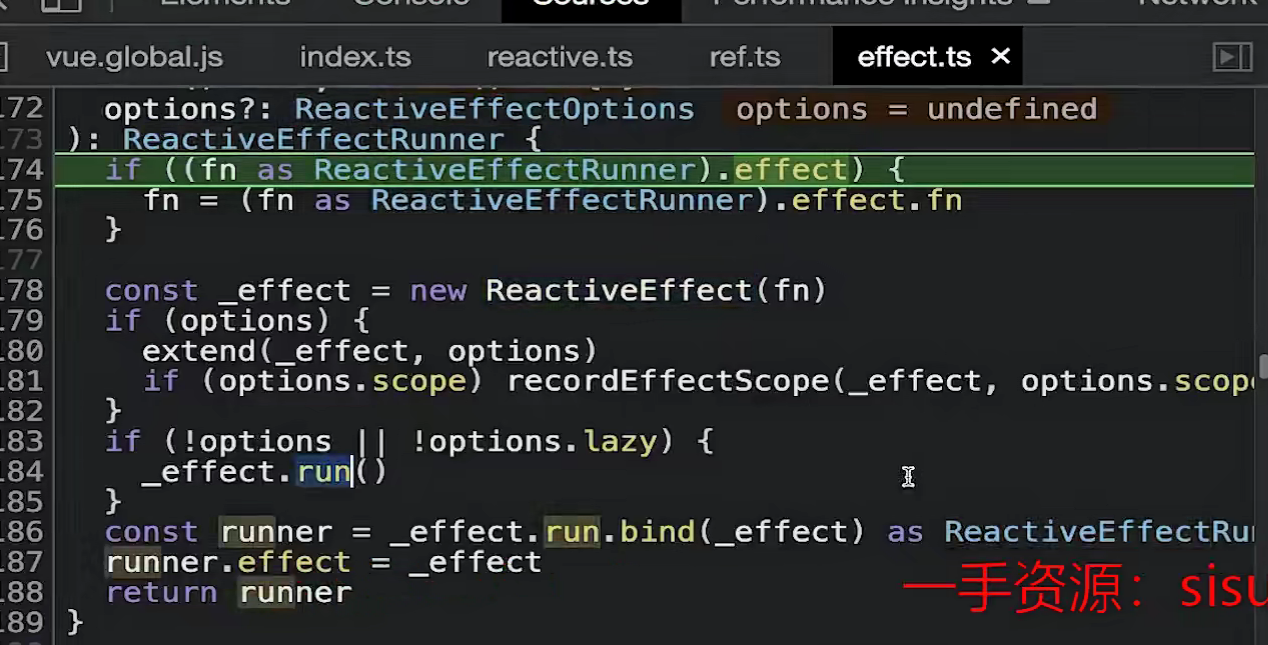 Elements Console Sources Performance insights Network
vue.global.js index.ts reactive.ts ref.ts effect.ts ×
172 options?: ReactiveEffectOptions options = undefined
173 ): ReactiveEffectRunner {
174 if ((fn as ReactiveEffectRunner).effect) {
175 fn = (fn as ReactiveEffectRunner).effect.fn
176 }
177
178 const _effect = new ReactiveEffect(fn)
179 if (options) {
180 extend(_effect, options)
181 if (options.scope) recordEffectScope(_effect, options.scope
182 }
183 if (!options || !options.lazy) {
184 _effect.run()
185 }
186 const runner = _effect.run.bind(_effect) as ReactiveEffectRu
187 runner.effect = _effect
188 return runner
189 }
一手资源：sisu